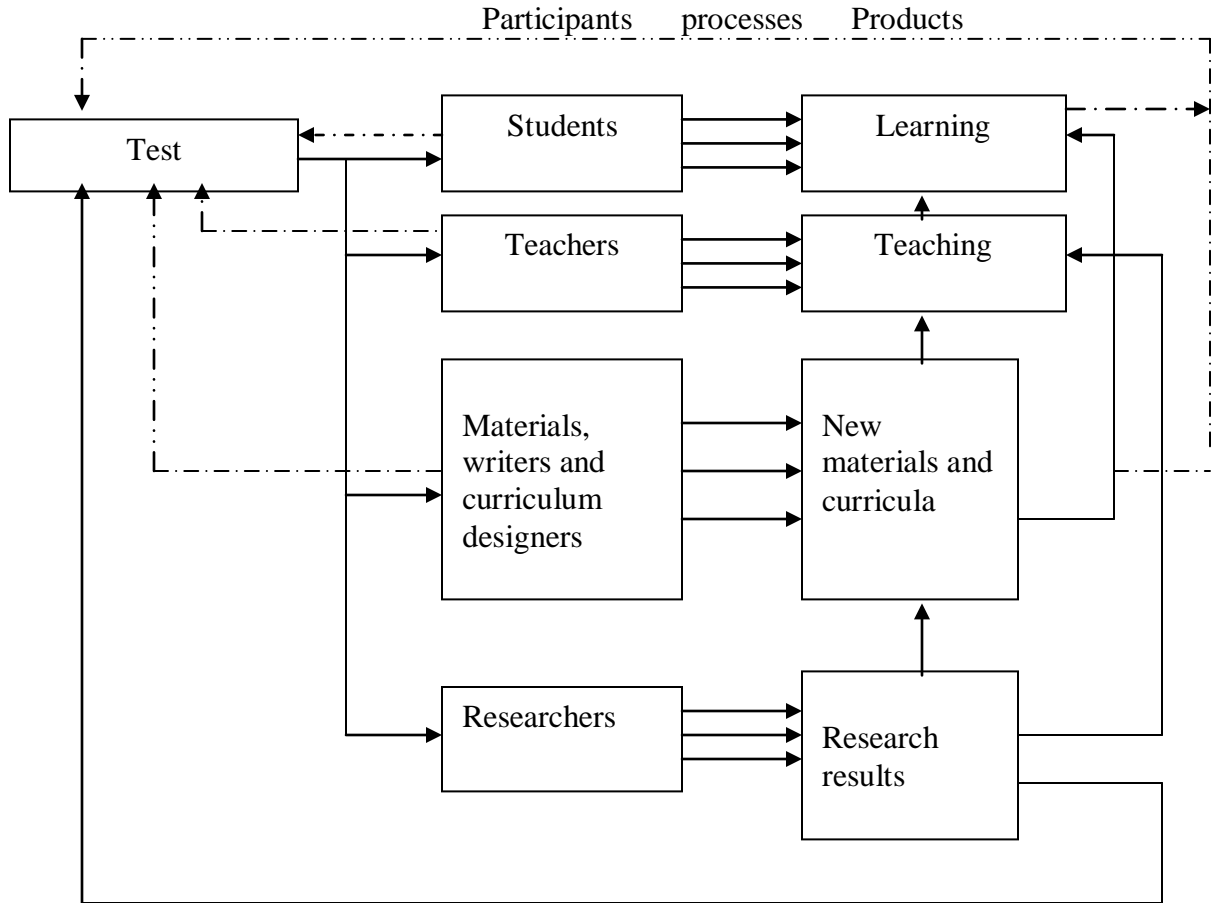 Participants processes Products
Students
Learning
Test
Teachers
Teaching
Materials,
writers and
curriculum
designers
New
materials and
curricula
Researchers
Research
results